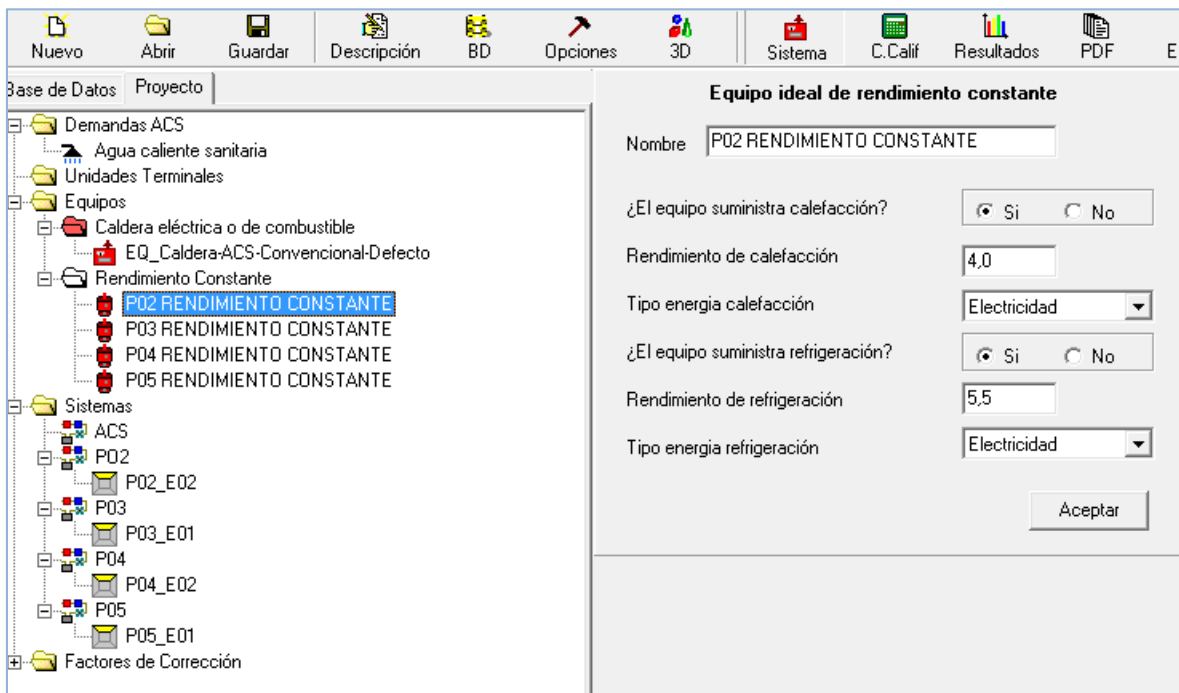 Nuevo Abrir Guardar Descripción BD Opciones 3D Sistema C.Calif Resultados PDF E
Base de Datos Proyecto
Demandas ACS
Agua caliente sanitaria
Unidades Terminales
Equipos
Caldera eléctrica o de combustible
EQ_Caldera-ACS-Convencional-Defecto
Rendimiento Constante
P02 RENDIMIENTO CONSTANTE
P03 RENDIMIENTO CONSTANTE
P04 RENDIMIENTO CONSTANTE
P05 RENDIMIENTO CONSTANTE
Sistemas
ACS
PO2
P02_E02
P03
P03_E01
P04
P04_E02
P05
P05_E01
Factores de Corrección
Equipo ideal de rendimiento constante
Nombre P02 RENDIMIENTO CONSTANTE
¿El equipo suministra calefacción? Si No
Rendimiento de calefacción 4,0
Tipo energia calefacción Electricidad
¿El equipo suministra refrigeración? Si No
Rendimiento de refrigeración 5,5
Tipo energia refrigeración Electricidad
Aceptar